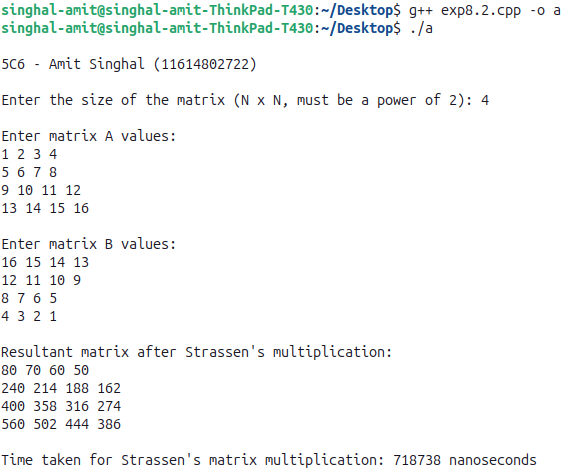 singhal-amit@singhal-amit-ThinkPad-T430:~/Desktop$ g++ exp8.2.cpp -o a
singhal-amit@singhal-amit-ThinkPad-T430:~/Desktop$ ./a
5C6 - Amit Singhal (11614802722)
Enter the size of the matrix (N x N, must be a power of 2): 4
Enter matrix A values:
1 2 3 4
5 6 7 8
9 10 11 12
13 14 15 16
Enter matrix B values:
16 15 14 13
12 11 10 9
8 7 6 5
4 3 2 1
Resultant matrix after Strassen's multiplication:
80 70 60 50
240 214 188 162
400 358 316 274
560 502 444 386
Time taken for Strassen's matrix multiplication: 718738 nanoseconds